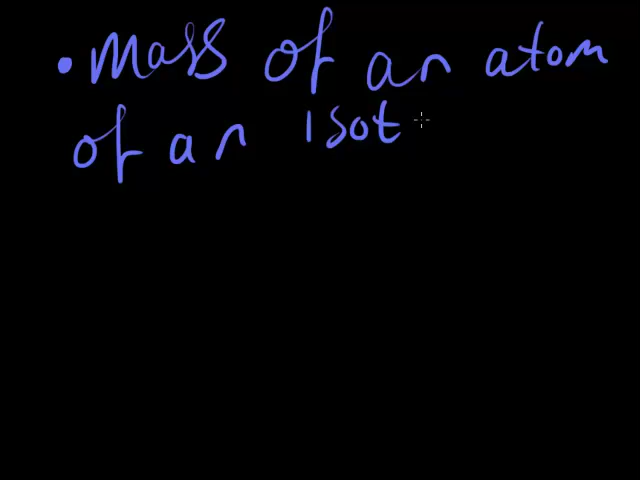 • Mass of an atom
of an isot